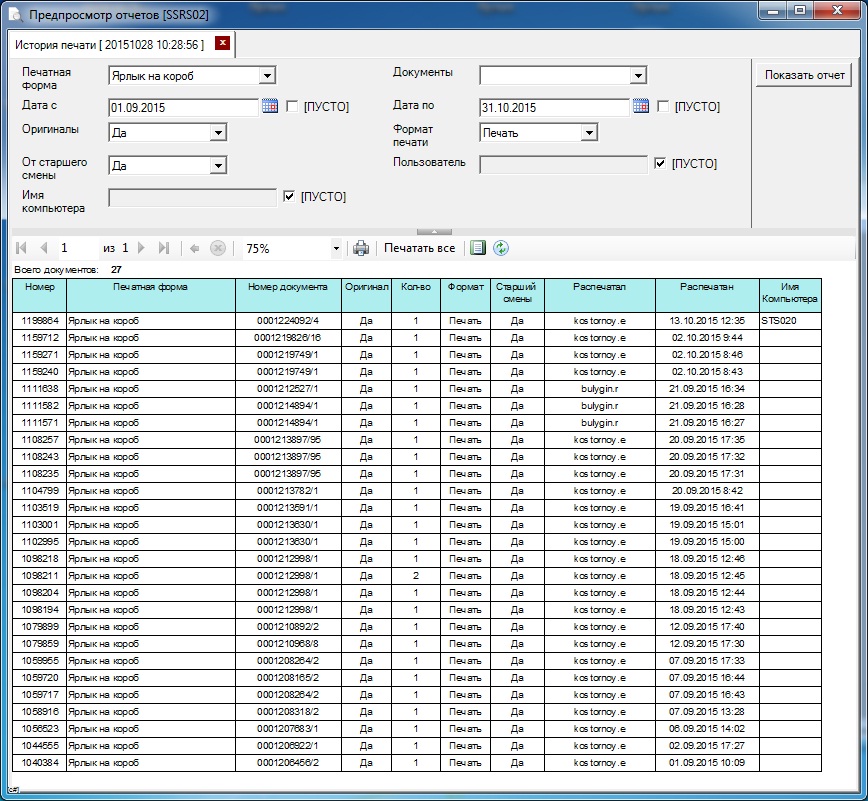 Предпросмотр отчетов [SSRS02]
История печати [ 20151028 10:28:56 ]
Печатная форма Ярлык на короб Документы Показать отчет
Дата с 01.09.2015 [ПУСТО] Дата по 31.10.2015 [ПУСТО]
Оригиналы Да Формат печати Печать
От старшего смены Да Пользователь [ПУСТО]
Имя компьютера [ПУСТО]
1 из 1 75% Печатать все
Всего документов: 27
Номер Печатная форма Номер документа Оригинал Кол-во Формат Старший смены Распечатал Распечатан Имя Компьютера
1199864 Ярлык на короб 0001224092/4 Да 1 Печать Да kostornoy.e 13.10.2015 12:35 STS020
1159712 Ярлык на короб 0001219826/16 Да 1 Печать Да kostornoy.e 02.10.2015 9:44
1159271 Ярлык на короб 0001219749/1 Да 1 Печать Да kostornoy.e 02.10.2015 8:46
1159240 Ярлык на короб 0001219749/1 Да 1 Печать Да kostornoy.e 02.10.2015 8:43
1111638 Ярлык на короб 0001212527/1 Да 1 Печать Да bulygin.r 21.09.2015 16:34
1111582 Ярлык на короб 0001214894/1 Да 1 Печать Да bulygin.r 21.09.2015 16:28
1111571 Ярлык на короб 0001214894/1 Да 1 Печать Да bulygin.r 21.09.2015 16:27
1108257 Ярлык на короб 0001213897/95 Да 1 Печать Да kostornoy.e 20.09.2015 17:35
1108243 Ярлык на короб 0001213897/95 Да 1 Печать Да kostornoy.e 20.09.2015 17:32
1108235 Ярлык на короб 0001213897/95 Да 1 Печать Да kostornoy.e 20.09.2015 17:31
1104799 Ярлык на короб 0001213782/1 Да 1 Печать Да kostornoy.e 20.09.2015 8:42
1103519 Ярлык на короб 0001213591/1 Да 1 Печать Да kostornoy.e 19.09.2015 16:41
1103001 Ярлык на короб 0001213630/1 Да 1 Печать Да kostornoy.e 19.09.2015 15:01
1102995 Ярлык на короб 0001213630/1 Да 1 Печать Да kostornoy.e 19.09.2015 15:00
1098218 Ярлык на короб 0001212998/1 Да 1 Печать Да kostornoy.e 18.09.2015 12:46
1098211 Ярлык на короб 0001212998/1 Да 2 Печать Да kostornoy.e 18.09.2015 12:45
1098204 Ярлык на короб 0001212998/1 Да 1 Печать Да kostornoy.e 18.09.2015 12:44
1098194 Ярлык на короб 0001212998/1 Да 1 Печать Да kostornoy.e 18.09.2015 12:43
1079899 Ярлык на короб 0001210892/2 Да 1 Печать Да kostornoy.e 12.09.2015 17:40
1079859 Ярлык на короб 0001210968/8 Да 1 Печать Да kostornoy.e 12.09.2015 17:30
1059955 Ярлык на короб 0001208264/2 Да 1 Печать Да kostornoy.e 07.09.2015 17:33
1059720 Ярлык на короб 0001208165/2 Да 1 Печать Да kostornoy.e 07.09.2015 16:44
1059717 Ярлык на короб 0001208264/2 Да 1 Печать Да kostornoy.e 07.09.2015 16:43
1058916 Ярлык на короб 0001208318/2 Да 1 Печать Да kostornoy.e 07.09.2015 13:28
1056523 Ярлык на короб 0001207683/1 Да 1 Печать Да kostornoy.e 06.09.2015 14:02
1044555 Ярлык на короб 0001206922/1 Да 1 Печать Да kostornoy.e 02.09.2015 17:27
1040384 Ярлык на короб 0001206456/2 Да 1 Печать Да kostornoy.e 01.09.2015 10:09
(c#)